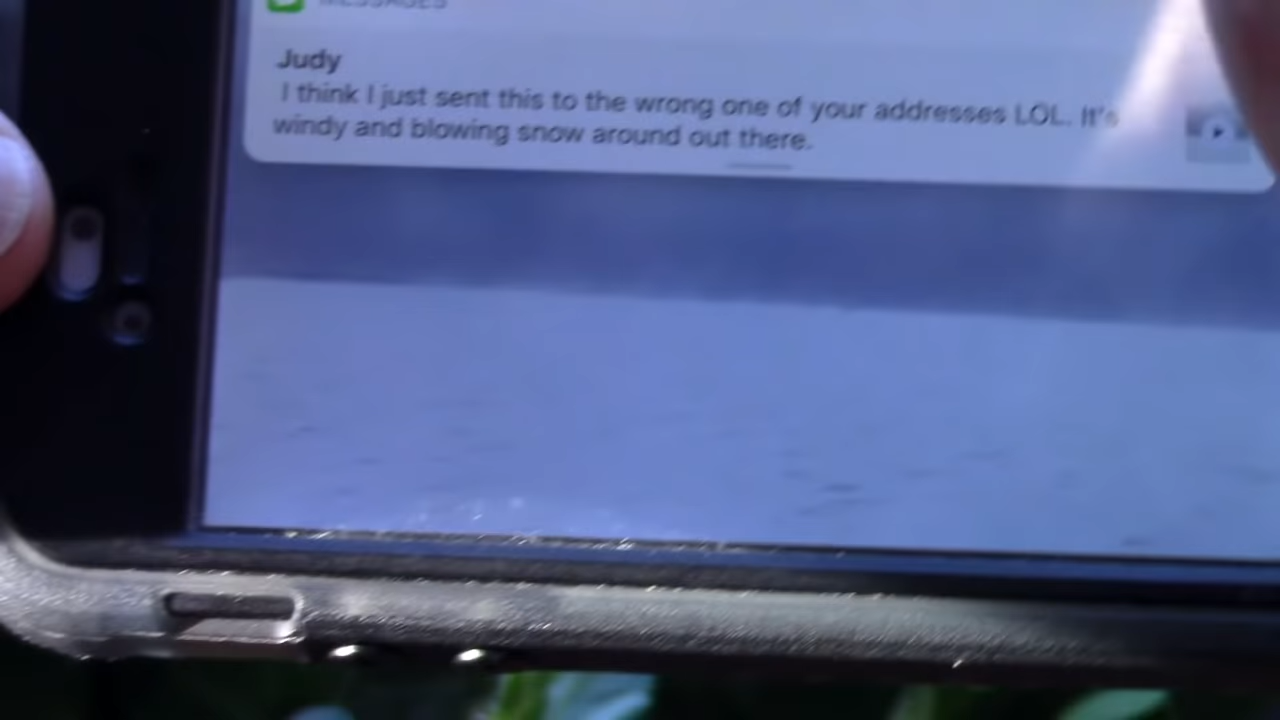 MESSAGES
Judy
I think I just sent this to the wrong one of your addresses LOL. It's
windy and blowing snow around out there.